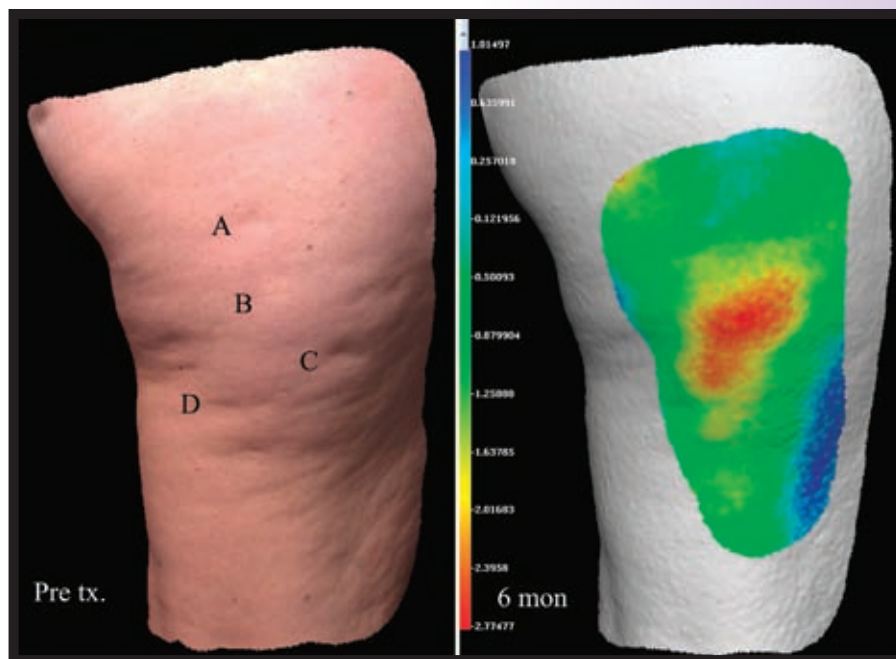 A
B
C
D
Pre tx.
1.01497
0.635991
0.257018
-0.121956
-0.50093
-0.879904
-1.25888
-1.63785
-2.01683
-2.3958
-2.77477
6 mon